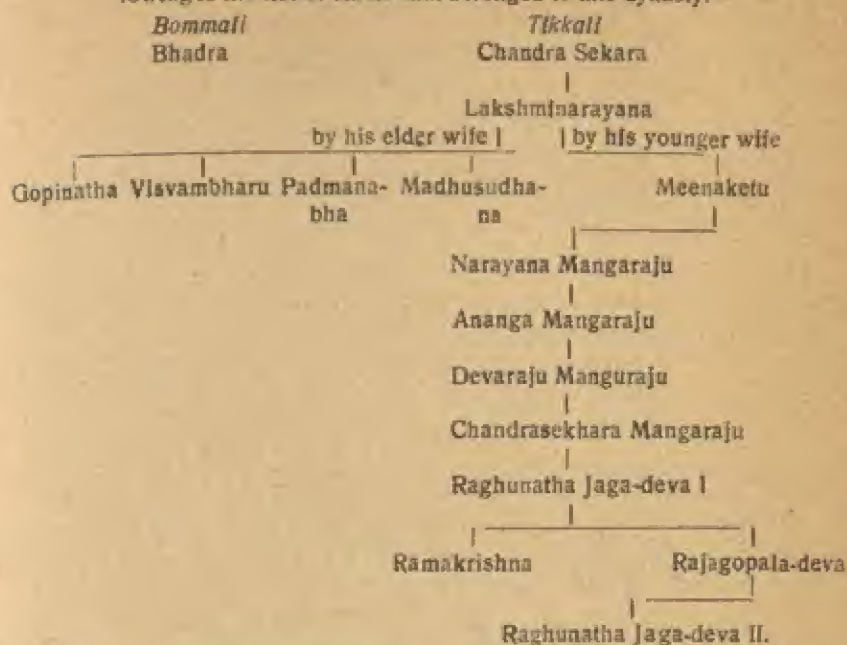 Bommali Tikkali
Bhadra Chandra Sekara
Lakshminarayana
by his elder wife by his younger wife
Gopinatha Visvambharu Padmana- Madhusudha- Meenaketu
bha na
Narayana Mangaraju
Ananga Mangaraju
Devaraju Manguraju
Chandrasekhara Mangaraju
Raghunatha Jaga-deva I
Ramakrishna Rajagopala-deva
Raghunatha Jaga-deva II.